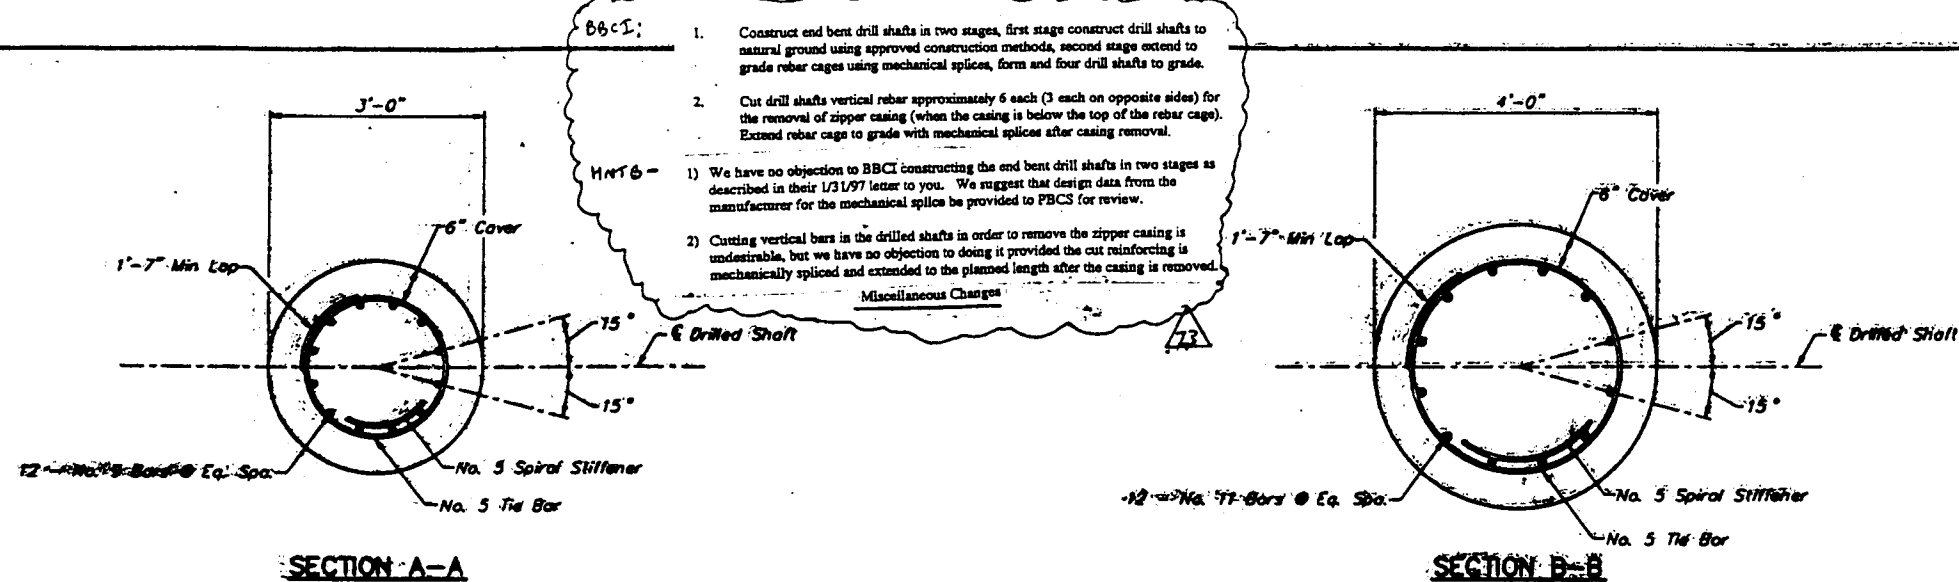 BBCI:
1. Construct end bent drill shafts in two stages, first stage construct drill shafts to
natural ground using approved construction methods, second stage extend to
grade rebar cages using mechanical splices, form and four drill shafts to grade.
2. Cut drill shafts vertical rebar approximately 6 each (3 each on opposite sides) for
the removal of zipper casing (when the casing is below the top of the rebar cage).
Extend rebar cage to grade with mechanical splices after casing removal.
HNTB-
1) We have no objection to BBCI constructing the end bent drill shafts in two stages as
described in their 1/31/97 letter to you. We suggest that design data from the
manufacturer for the mechanical splice be provided to PBCS for review.
2) Cutting vertical bars in the drilled shafts in order to remove the zipper casing is
undesirable, but we have no objection to doing it provided the cut reinforcing is
mechanically spliced and extended to the planned length after the casing is removed.
Miscellaneous Changes
73
3'-0"
6" Cover
1'-7" Min Lap
15°
℄ Drilled Shaft
15°
12 - No. Bars @ Eq. Spa.
No. 5 Spiral Stiffener
No. 5 Tie Bar
SECTION A-A
4'-0"
6" Cover
1'-7" Min Lap
15°
℄ Drilled Shaft
15°
12 - No. 11 Bars @ Eq. Spa.
No. 5 Spiral Stiffener
No. 5 Tie Bar
SECTION B-B